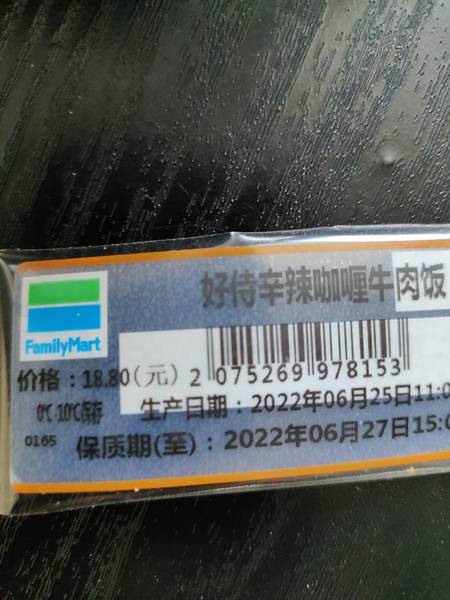 好侍辛辣咖喱牛肉饭
FamilyMart
2 075269 978153
价格：18.80(元)
0℃-10℃保存
生产日期：2022年06月25日11:0
0165
保质期(至)：2022年06月27日15:0